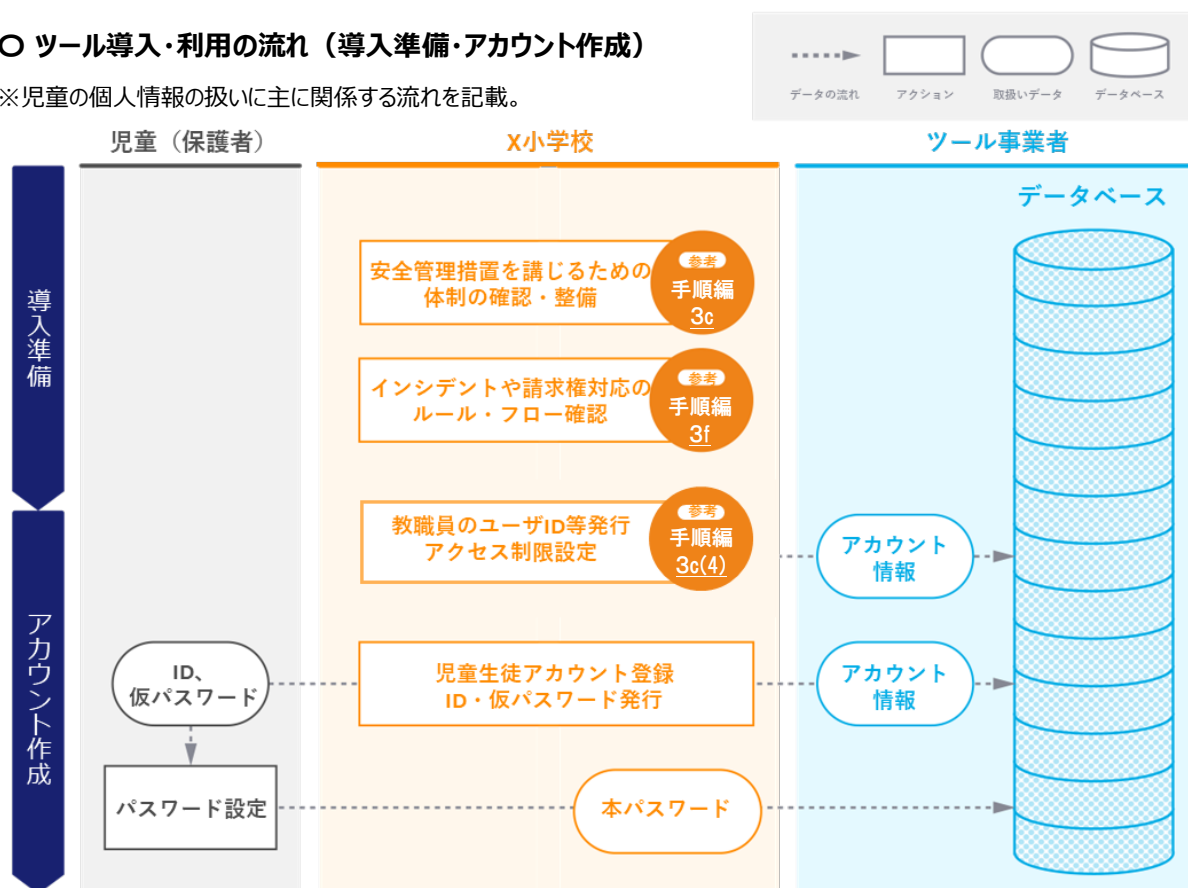 〇 ツール導入・利用の流れ（導入準備・アカウント作成）
※児童の個人情報の扱いに主に関係する流れを記載。
データの流れ
アクション
取扱いデータ
データベース
児童（保護者）
X小学校
ツール事業者
データベース
導入準備
安全管理措置を講じるための
体制の確認・整備
参考
手順編
3c
インシデントや請求権対応の
ルール・フロー確認
参考
手順編
3f
アカウント作成
教職員のユーザID等発行
アクセス制限設定
参考
手順編
3c(4)
アカウント
情報
ID、
仮パスワード
児童生徒アカウント登録
ID・仮パスワード発行
アカウント
情報
パスワード設定
本パスワード